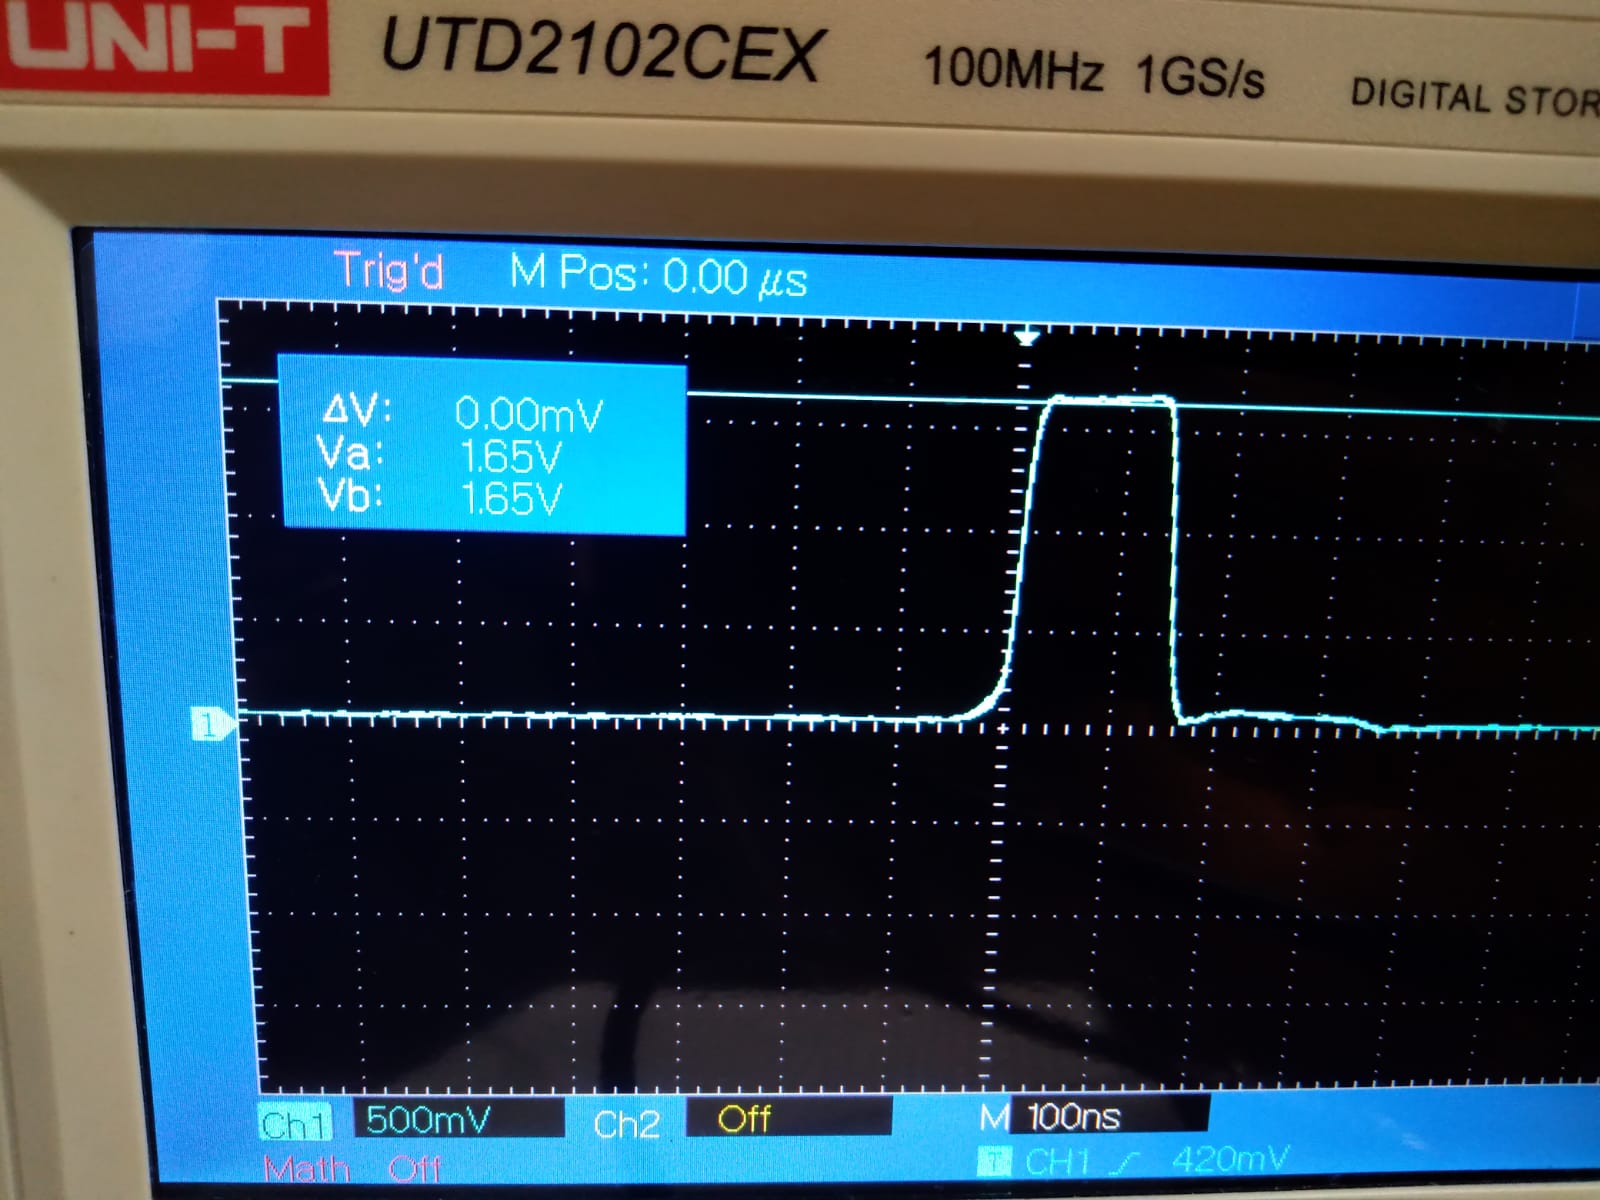 UNI-T UTD2102CEX 100MHz 1GS/s DIGITAL STOR
Trig'd M Pos: 0.00 μs
ΔV: 0.00mV
Va: 1.65V
Vb: 1.65V
1
Ch1 500mV Ch2 Off M 100ns
Math Off T CH1 420mV